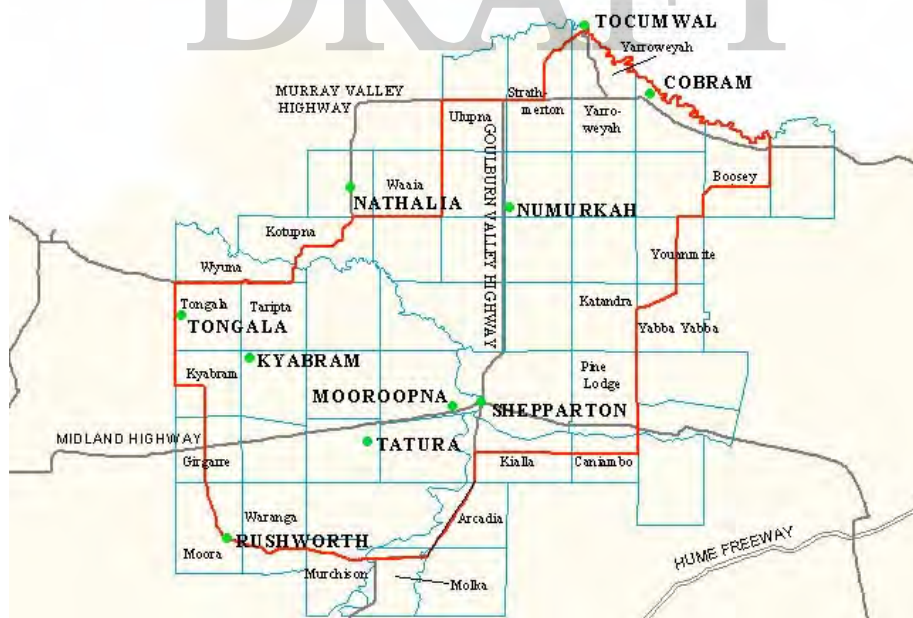 DRAFT
TOCUMWAL
Yarroweyah
COBRAM
MURRAY VALLEY
HIGHWAY
Strath-
merton
Ulupna
Yarro-
weyah
GOULBURN VALLEY HIGHWAY
Boosey
Waaia
NATHALIA
NUMURKAH
Kotupna
Youanmite
Wyuna
Tongala
Taripta
Katandra
TONGALA
Yabba Yabba
KYABRAM
Kyabram
Pine
Lodge
MOOROOPNA
SHEPPARTON
MIDLAND HIGHWAY
TATURA
Girgarre
Kialla
Caniambo
Waranga
Arcadia
RUSHWORTH
Moora
HUME FREEWAY
Murchison
Molka